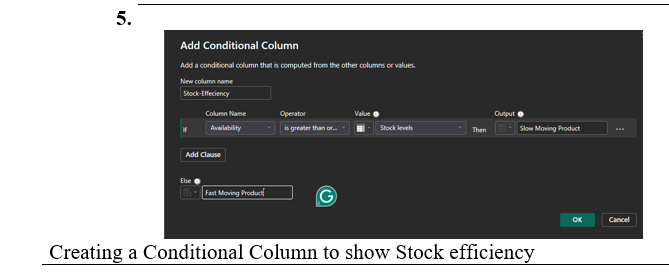 5.
Add Conditional Column
Add a conditional column that is computed from the other columns or values.
New column name
Stock-Effeciency
Column Name Operator Value Output
If Availability is greater than or... Stock levels Then Slow Moving Product ...
Add Clause
Else
Fast Moving Product
G
OK Cancel
Creating a Conditional Column to show Stock efficiency